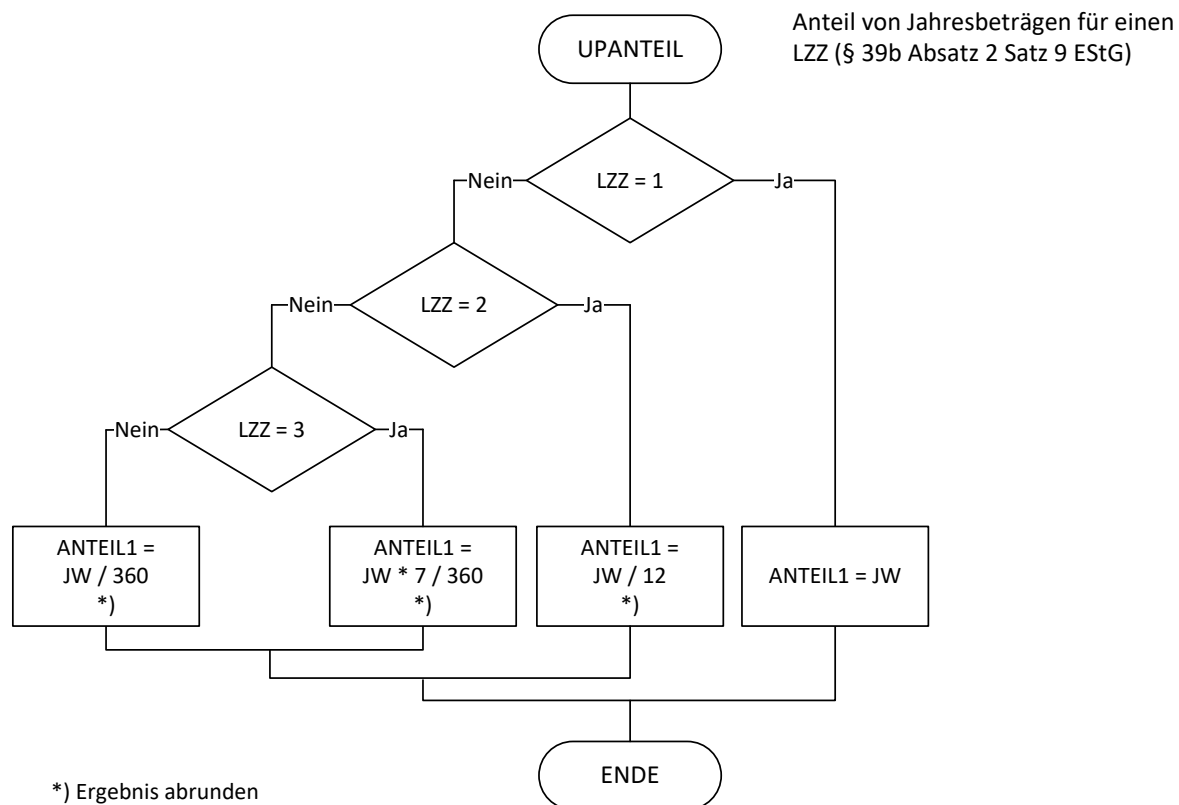 Anteil von Jahresbeträgen für einen
LZZ (§ 39b Absatz 2 Satz 9 EStG)
UPANTEIL
LZZ = 1
Nein
Ja
LZZ = 2
Nein
Ja
LZZ = 3
Nein
Ja
ANTEIL1 =
JW / 360
*)
ANTEIL1 =
JW * 7 / 360
*)
ANTEIL1 =
JW / 12
*)
ANTEIL1 = JW
ENDE
*) Ergebnis abrunden